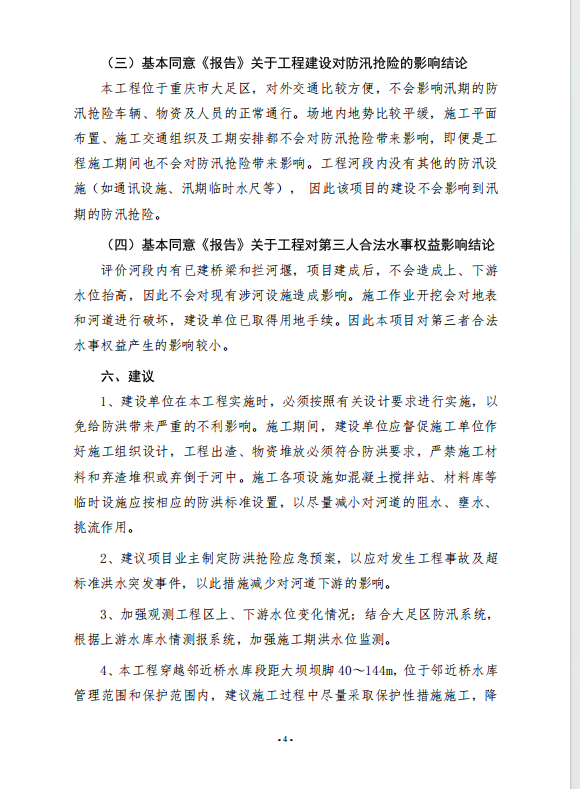 （三）基本同意《报告》关于工程建设对防汛抢险的影响结论
本工程位于重庆市大足区，对外交通比较方便，不会影响汛期的防
汛抢险车辆、物资及人员的正常通行。场地内地势比较平缓，施工平面
布置、施工交通组织及工期安排都不会对防汛抢险带来影响，即便是工
程施工期间也不会对防汛抢险带来影响。工程河段内没有其他的防汛设
施（如通讯设施、汛期临时水尺等）， 因此该项目的建设不会影响到汛
期的防汛抢险。
（四）基本同意《报告》关于工程对第三人合法水事权益影响结论
评价河段内有已建桥梁和拦河堰，项目建成后，不会造成上、下游
水位抬高，因此不会对现有涉河设施造成影响。施工作业开挖会对地表
和河道进行破坏，建设单位已取得用地手续。因此本项目对第三者合法
水事权益产生的影响较小。
六、建议
1、建设单位在本工程实施时，必须按照有关设计要求进行实施，以
免给防洪带来严重的不利影响。施工期间，建设单位应督促施工单位作
好施工组织设计，工程出渣、物资堆放必须符合防洪要求，严禁施工材
料和弃渣堆积或弃倒于河中。施工各项设施如混凝土搅拌站、材料库等
临时设施应按相应的防洪标准设置，以尽量减小对河道的阻水、壅水、
挑流作用。
2、建议项目业主制定防洪抢险应急预案，以应对发生工程事故及超
标准洪水突发事件，以此措施减少对河道下游的影响。
3、加强观测工程区上、下游水位变化情况；结合大足区防汛系统，
根据上游水库水情测报系统，加强施工期洪水位监测。
4、本工程穿越邻近桥水库段距大坝坝脚 40～144m，位于邻近桥水库
管理范围和保护范围内，建议施工过程中尽量采取保护性措施施工，降
- 4 -